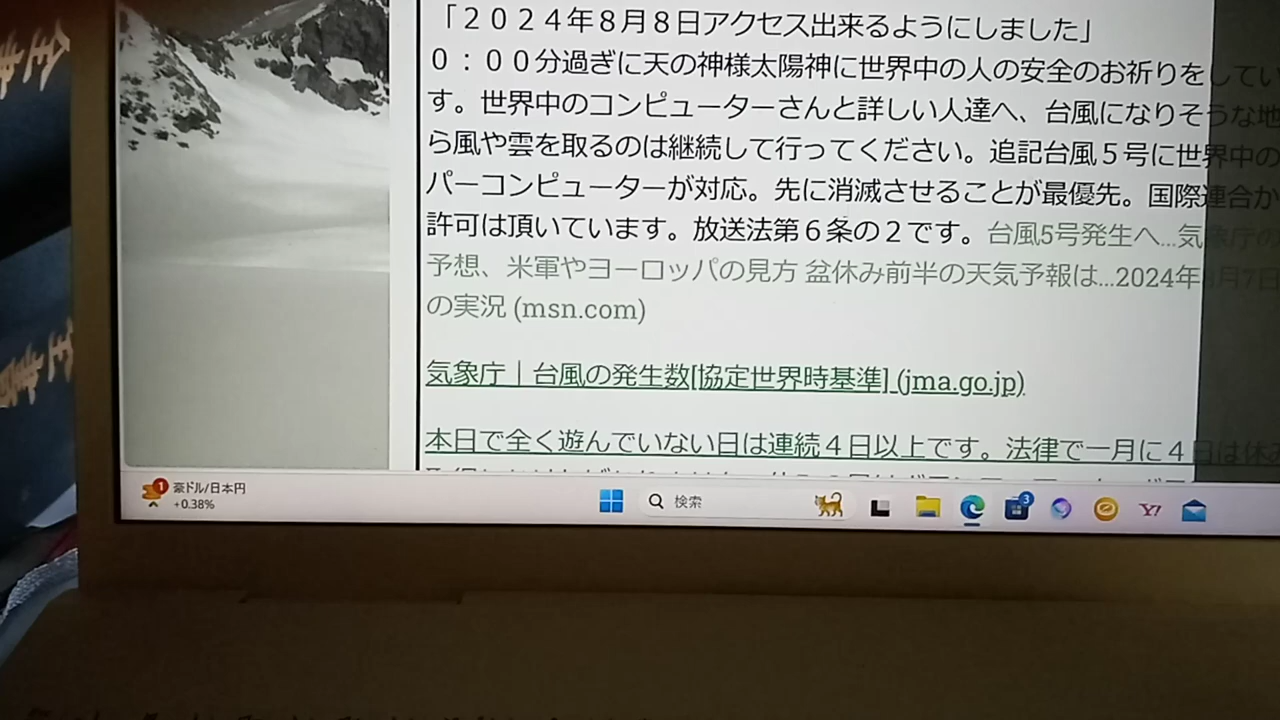 「２０２４年８月８日アクセス出来るようにしました」
０：００分過ぎに天の神様太陽神に世界中の人の安全のお祈りをしてい
す。世界中のコンピューターさんと詳しい人達へ、台風になりそうな地
ら風や雲を取るのは継続して行ってください。追記台風５号に世界中の
パーコンピューターが対応。先に消滅させることが最優先。国際連合か
許可は頂いています。放送法第６条の２です。台風5号発生へ...気象庁の
予想、米軍やヨーロッパの見方 盆休み前半の天気予報は...2024年8月7日
の実況 (msn.com)
気象庁｜台風の発生数[協定世界時基準] (jma.go.jp)
本日で全く遊んでいない日は連続４日以上です。法律で一月に４日は休み
1
豪ドル/日本円
+0.38%
検索
3
Y!